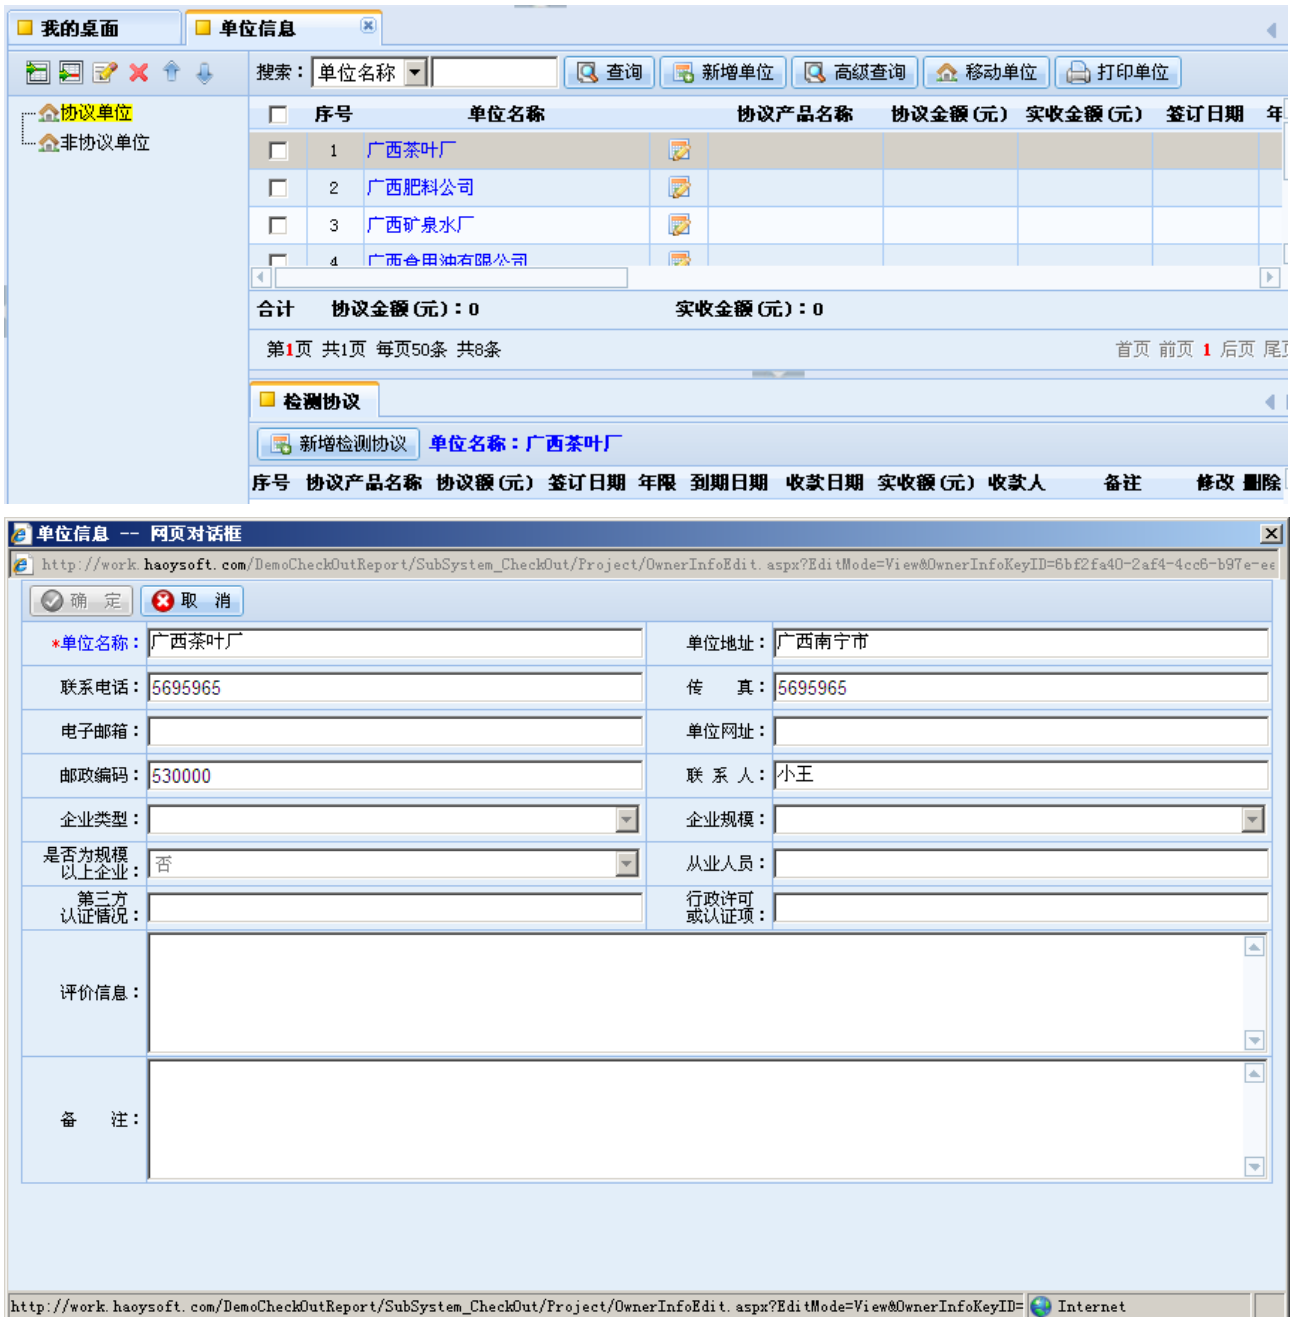 我的桌面 单位信息
搜索： 单位名称 查询 新增单位 高级查询 移动单位 打印单位
协议单位
非协议单位
序号 单位名称 协议产品名称 协议金额(元) 实收金额(元) 签订日期 年
1 广西茶叶厂
2 广西肥料公司
3 广西矿泉水厂
4 广西食用油有限公司
合计 协议金额(元)：0 实收金额(元)：0
第1页 共1页 每页50条 共8条 首页 前页 1 后页 尾页
检测协议
新增检测协议 单位名称：广西茶叶厂
序号 协议产品名称 协议额(元) 签订日期 年限 到期日期 收款日期 实收额(元) 收款人 备注 修改 删除
单位信息 -- 网页对话框
http://work.haoysoft.com/DemoCheckOutReport/SubSystem_CheckOut/Project/OwnerInfoEdit.aspx?EditMode=View&OwnerInfoKeyID=6bf2fa40-2af4-4cc6-b97e-ee
确 定 取 消
*单位名称： 广西茶叶厂 单位地址： 广西南宁市
联系电话： 5695965 传 真： 5695965
电子邮箱： 单位网址：
邮政编码： 530000 联 系 人： 小王
企业类型： 企业规模：
是否为规模
以上企业： 否 从业人员：
第三方
认证情况：
行政许可
或认证项：
评价信息：
备 注：
http://work.haoysoft.com/DemoCheckOutReport/SubSystem_CheckOut/Project/OwnerInfoEdit.aspx?EditMode=View&OwnerInfoKeyID= Internet